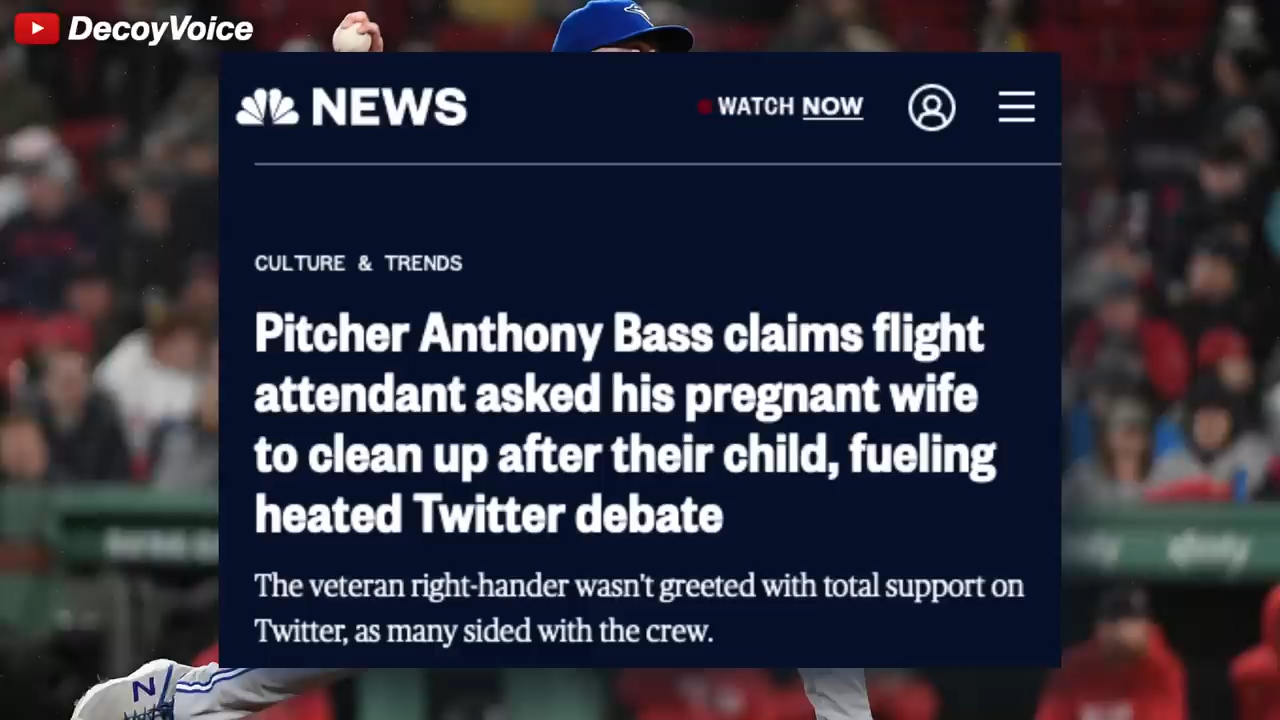 DecoyVoice
NEWS
WATCH NOW
CULTURE & TRENDS
Pitcher Anthony Bass claims flight
attendant asked his pregnant wife
to clean up after their child, fueling
heated Twitter debate
The veteran right-hander wasn't greeted with total support on
Twitter, as many sided with the crew.
N